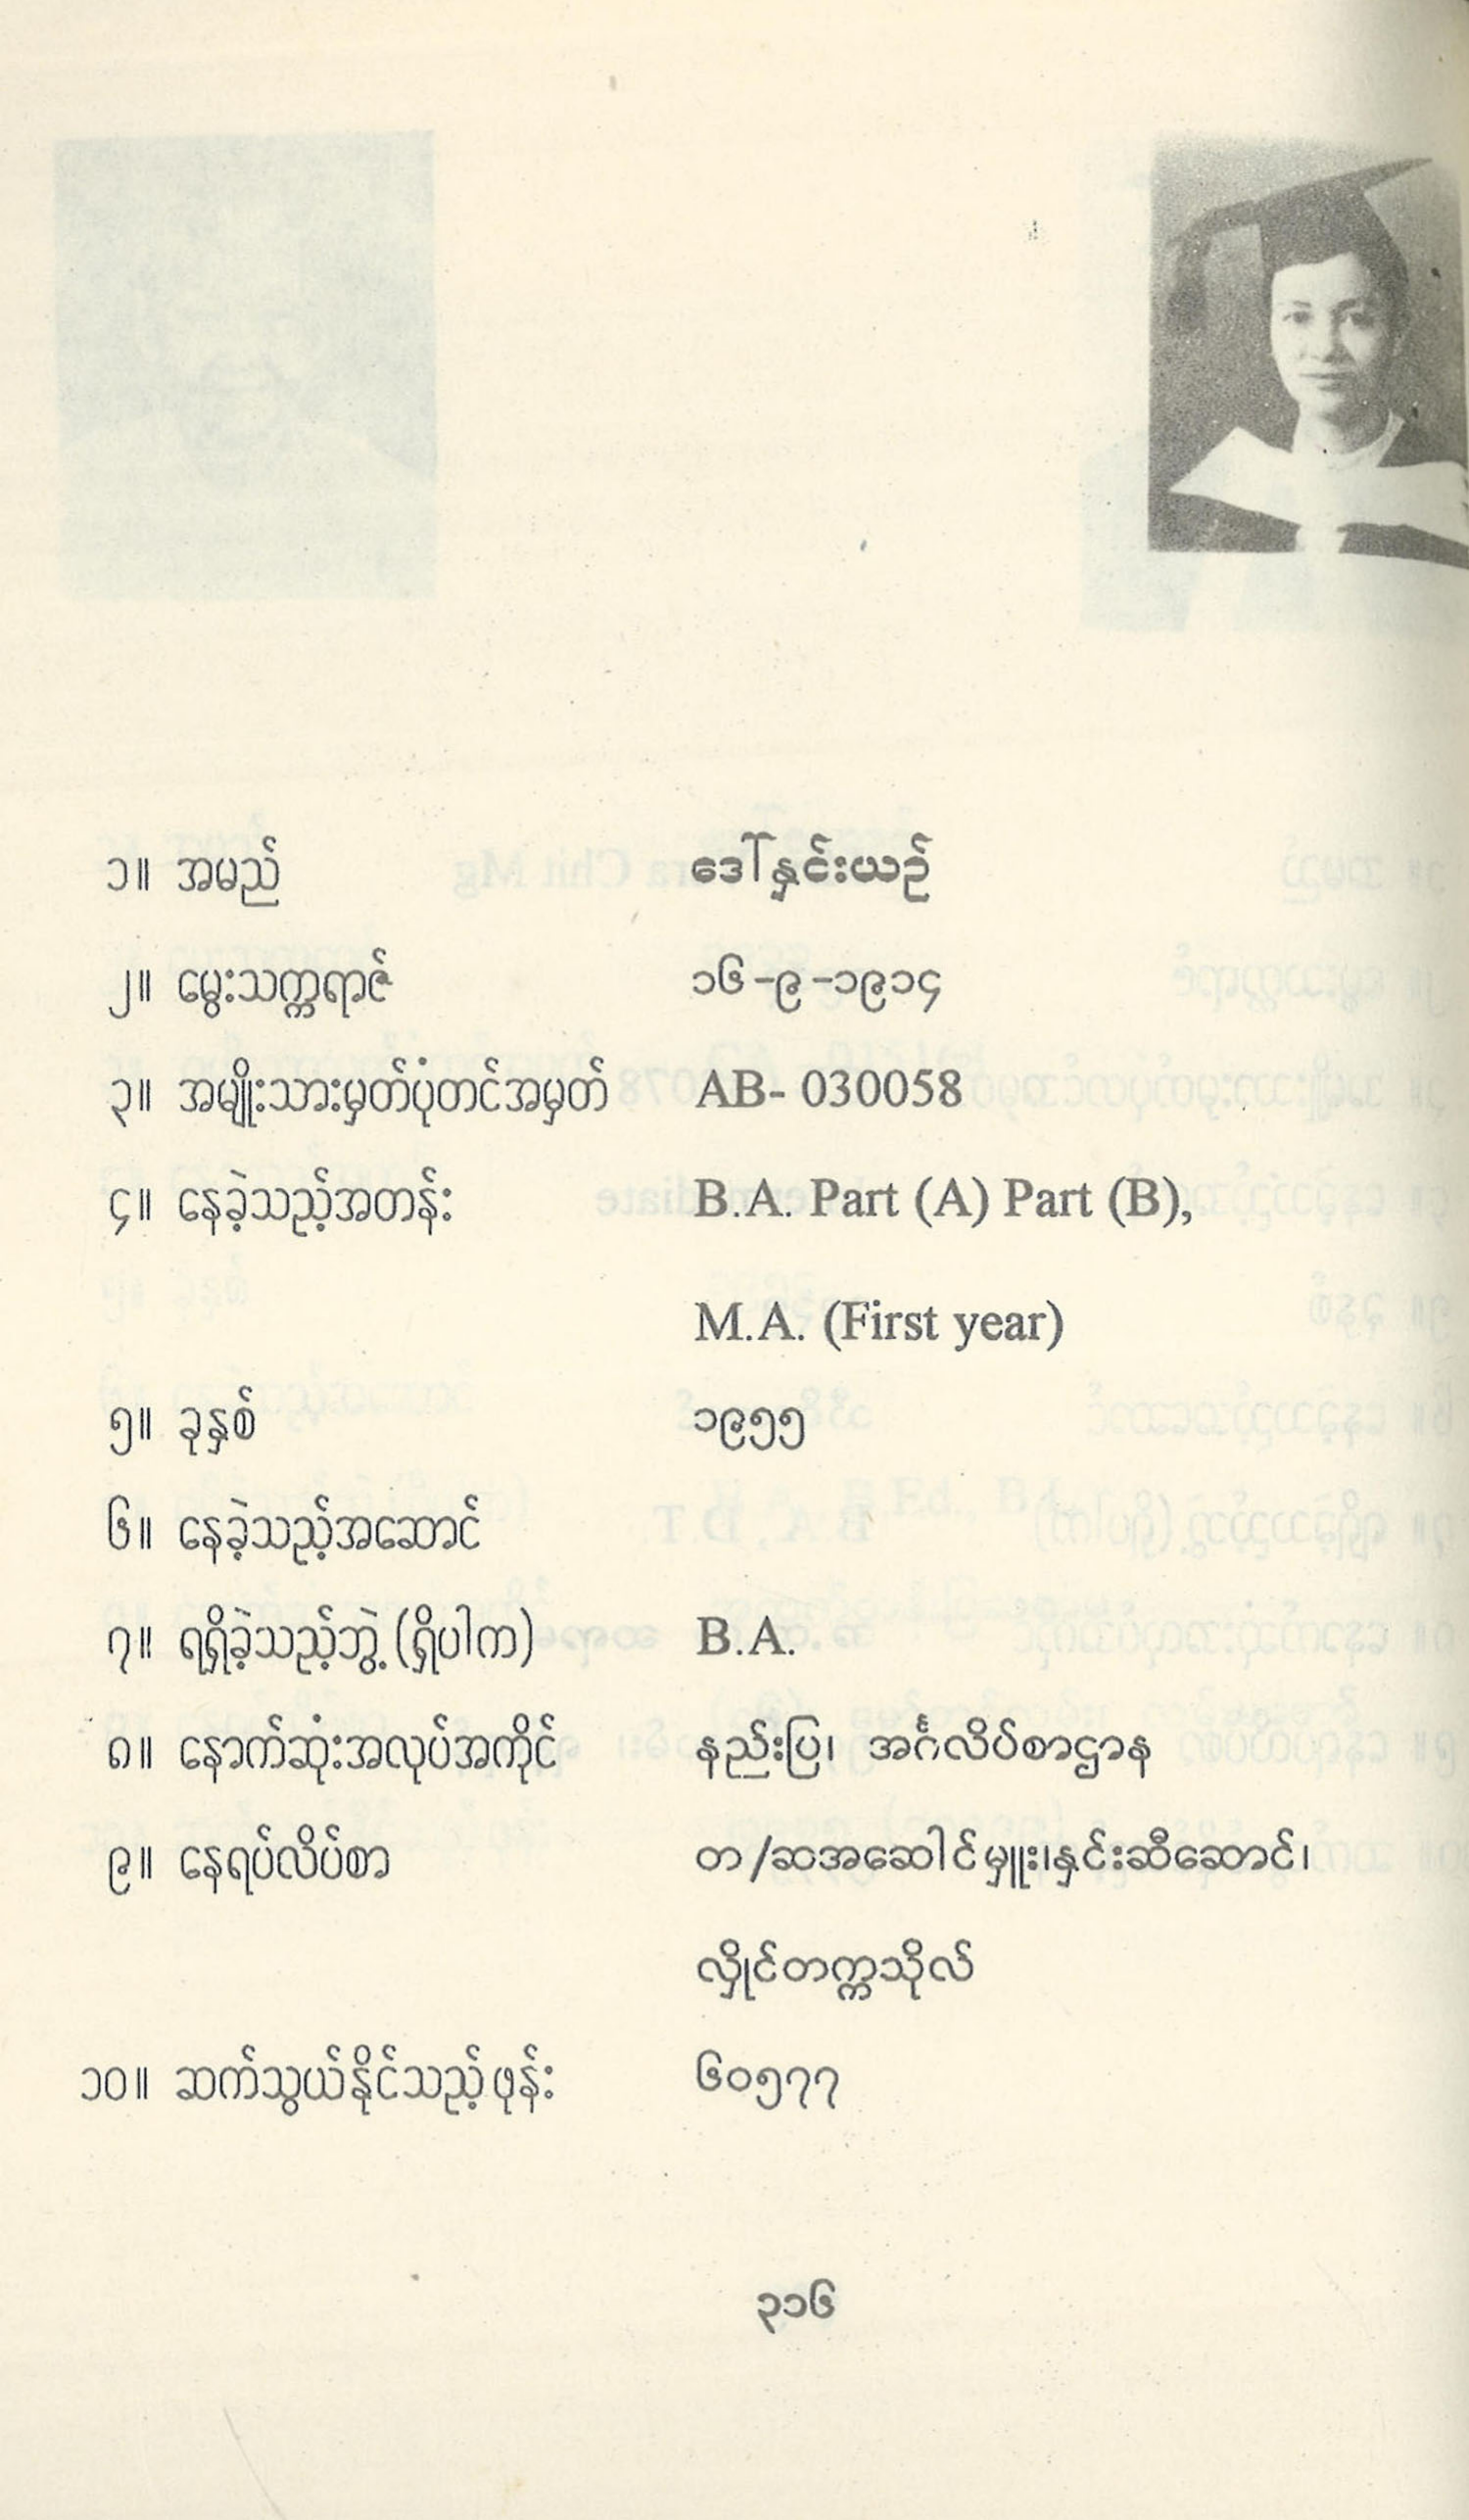 ၁။ အမည် ဒေါ်နှင်းယဉ်
၂။ မွေးသက္ကရာဇ် ၁၆-၉-၁၉၁၄
၃။ အမျိုးသားမှတ်ပုံတင်အမှတ် AB- 030058
၄။ နေခဲ့သည့်အတန်း B.A. Part (A) Part (B),
M.A. (First year)
၅။ ခုနှစ် ၁၉၅၅
၆။ နေခဲ့သည့်အဆောင်
၇။ ရရှိခဲ့သည့်ဘွဲ့ (ရှိပါက) B.A.
၈။ နောက်ဆုံးအလုပ်အကိုင် နည်းပြ၊ အင်္ဂလိပ်စာဌာန
၉။ နေရပ်လိပ်စာ တ/ဆအဆေါင်မှူး၊နှင်းဆီဆောင်၊
လှိုင်တက္ကသိုလ်
၁၀။ ဆက်သွယ်နိုင်သည့်ဖုန်း ၆၀၅၇၇
၃၁၆